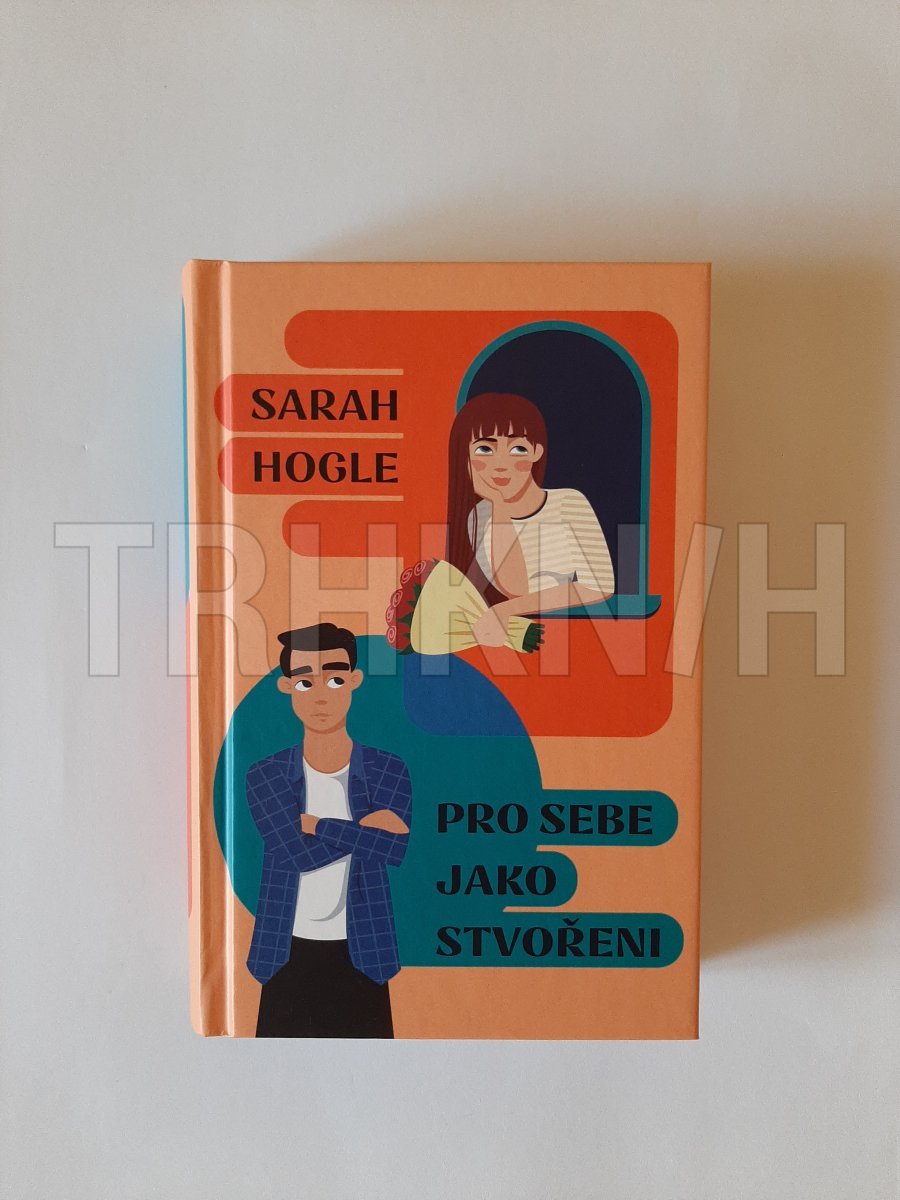 SARAH
HOGLE
TRHKNIH
PRO SEBE
JAKO
STVOŘENI